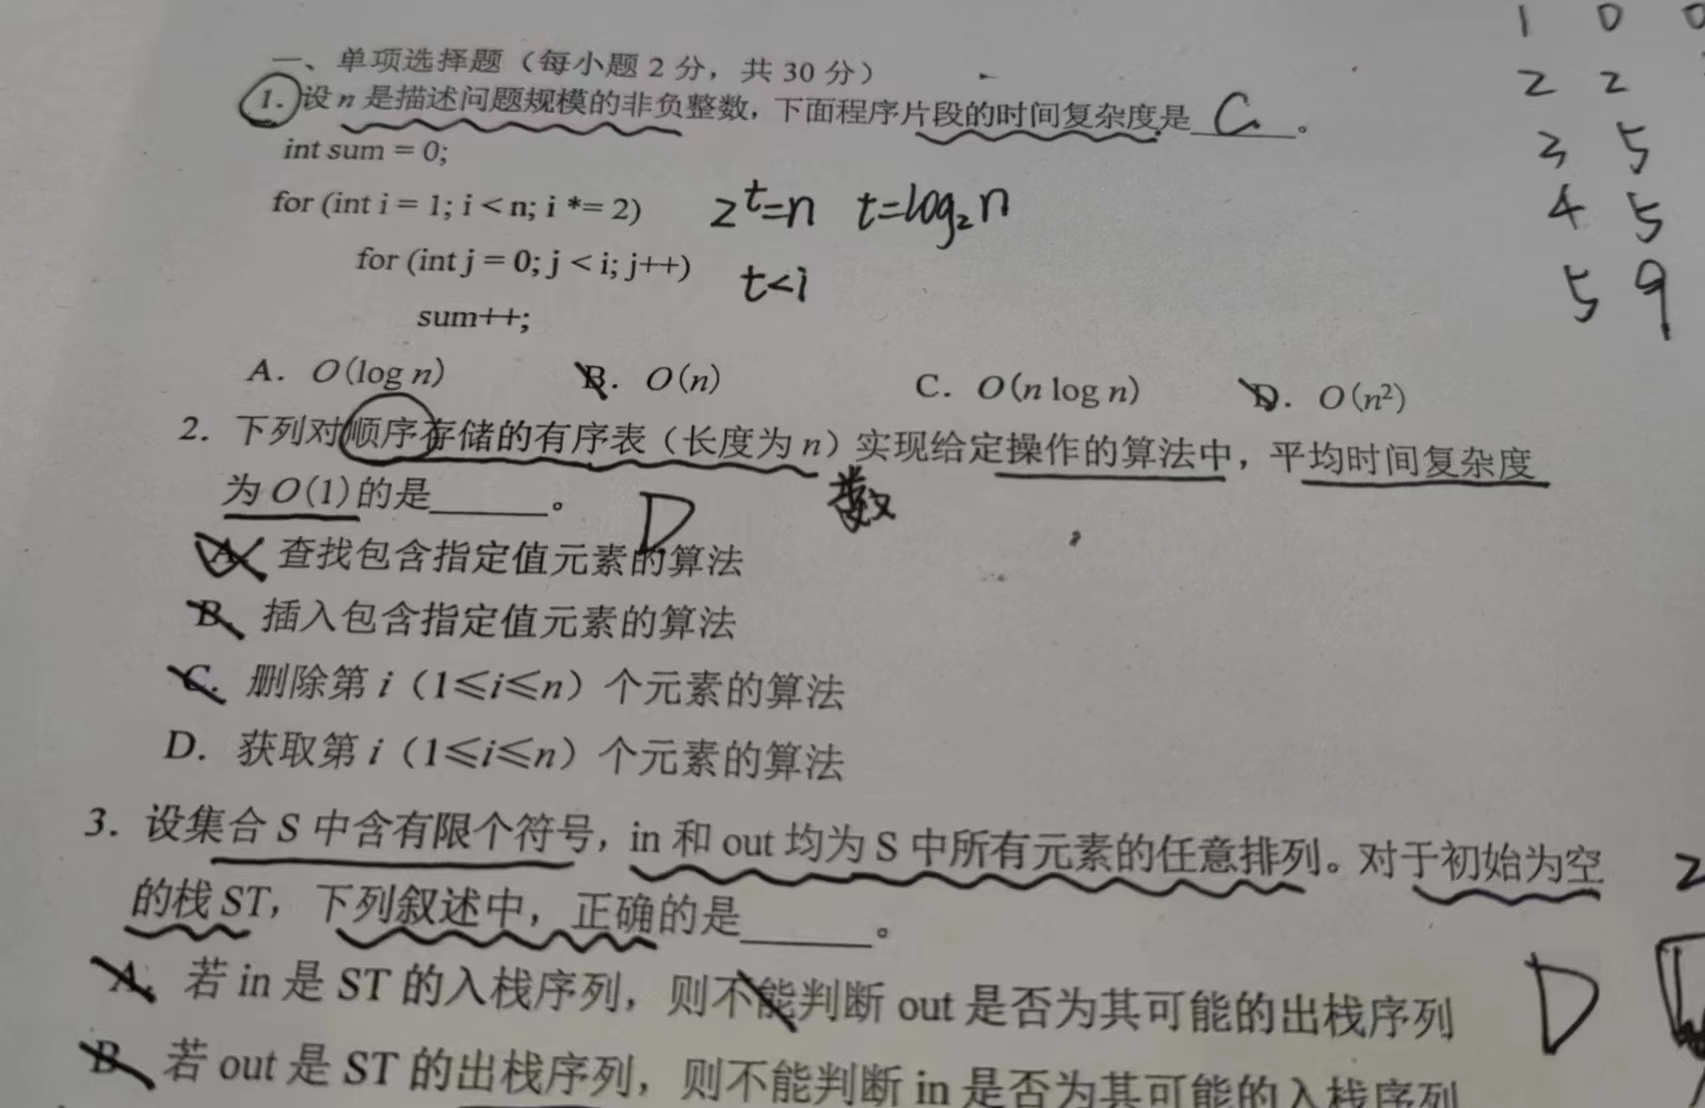 1 0 0
2 2
3 5
4 5
5 9
一、单项选择题（每小题 2 分，共 30 分）
1. 设 n 是描述问题规模的非负整数，下面程序片段的时间复杂度是 C 。
int sum = 0;
for (int i = 1; i < n; i *= 2) 2^t=n t=log₂n
for (int j = 0; j < i; j++) t<i
sum++;
A. O(log n) B. O(n) C. O(n log n) D. O(n²)
2. 下列对顺序存储的有序表（长度为 n）实现给定操作的算法中，平均时间复杂度
为 O(1)的是______。 D 数
A. 查找包含指定值元素的算法
B. 插入包含指定值元素的算法
C. 删除第 i（1≤i≤n）个元素的算法
D. 获取第 i（1≤i≤n）个元素的算法
3. 设集合 S 中含有限个符号，in 和 out 均为 S 中所有元素的任意排列。对于初始为空
的栈 ST，下列叙述中，正确的是______。
A. 若 in 是 ST 的入栈序列，则不能判断 out 是否为其可能的出栈序列 D
B. 若 out 是 ST 的出栈序列，则不能判断 in 是否为其可能的入栈序列